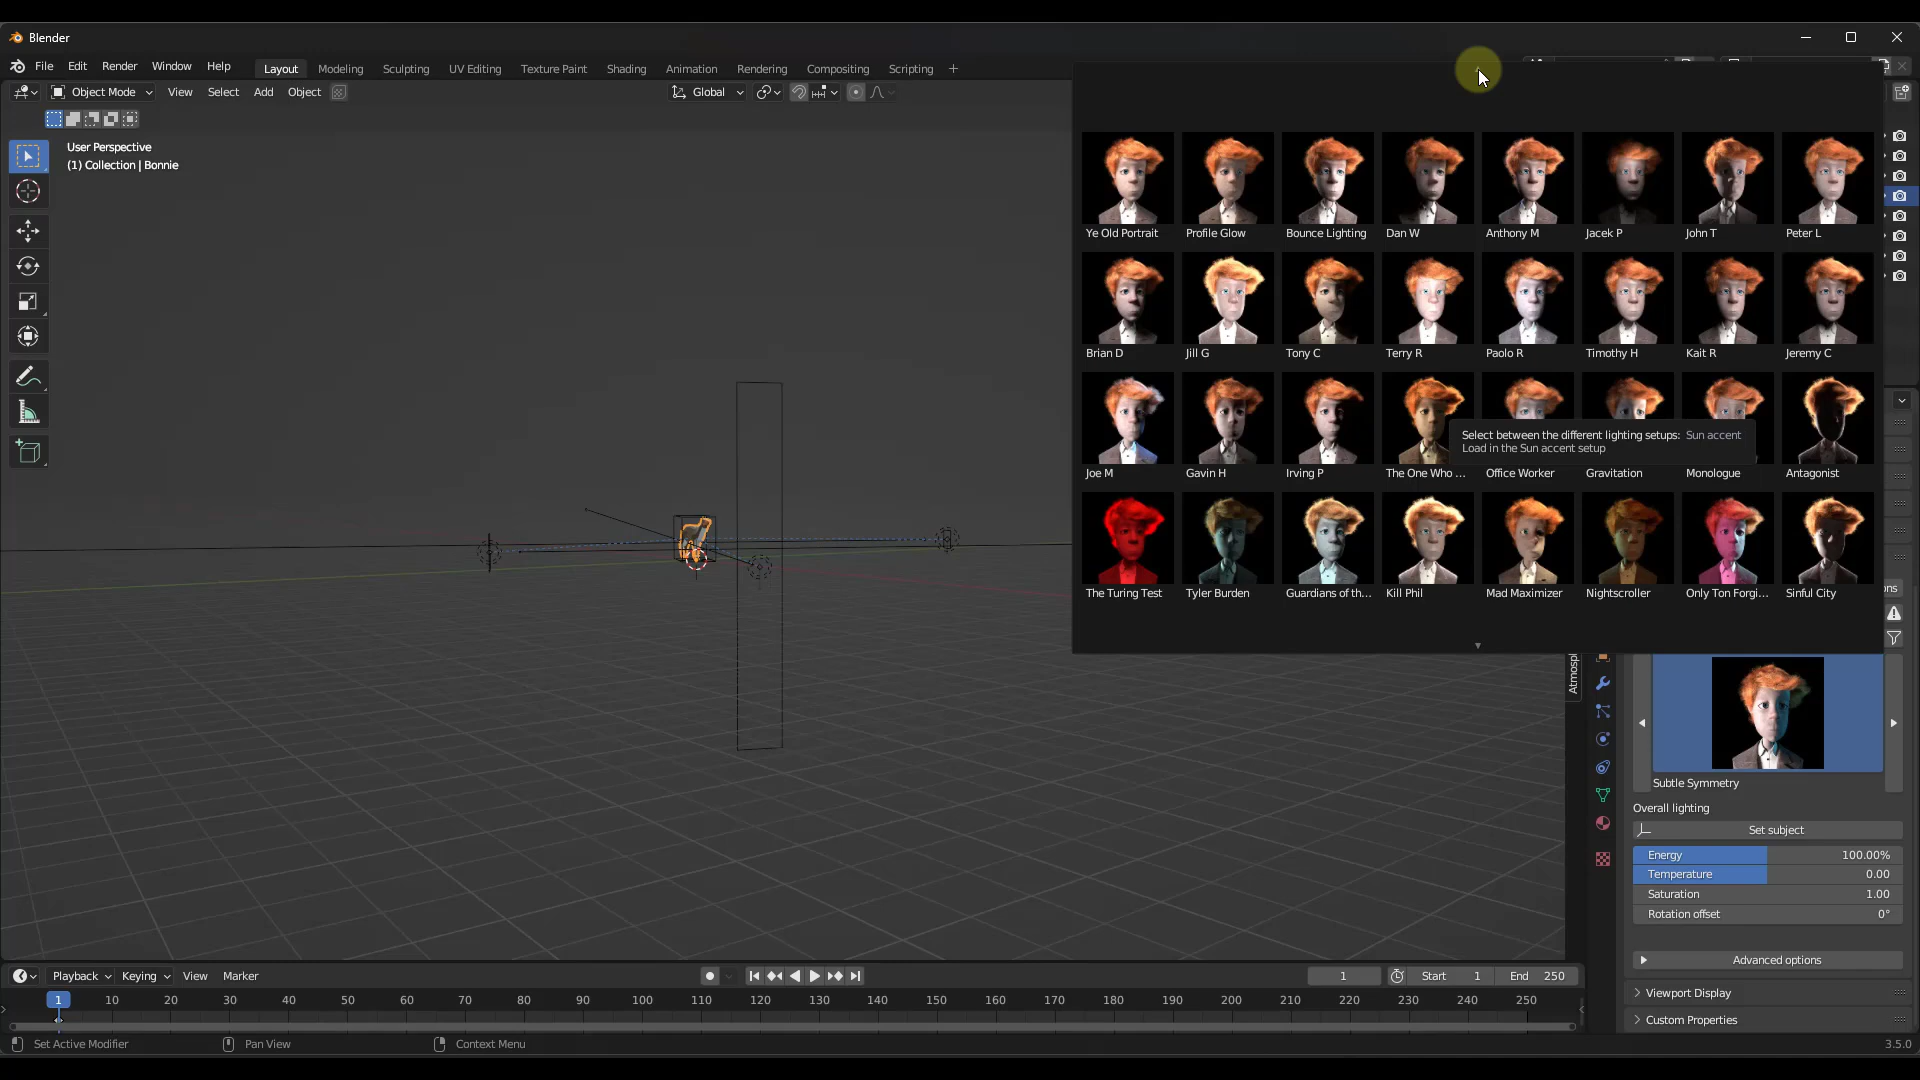 Blender
File Edit Render Window Help Layout Modeling Sculpting UV Editing Texture Paint Shading Animation Rendering Compositing Scripting +
Object Mode View Select Add Object Global
User Perspective
(1) Collection | Bonnie
Ye Old Portrait Profile Glow Bounce Lighting Dan W Anthony M Jacek P John T Peter L
Brian D Jill G Tony C Terry R Paolo R Timothy H Kait R Jeremy C
Select between the different lighting setups: Sun accent
Load in the Sun accent setup
Joe M Gavin H Irving P The One Who ... Office Worker Gravitation Monologue Antagonist
The Turing Test Tyler Burden Guardians of th... Kill Phil Mad Maximizer Nightscroller Only Ton Forgi... Sinful City
ns
Atmosp
Subtle Symmetry
Overall lighting
Set subject
Energy 100.00%
Temperature 0.00
Saturation 1.00
Rotation offset 0°
Advanced options
Viewport Display
Custom Properties
Playback Keying View Marker 1 Start 1 End 250
1 10 20 30 40 50 60 70 80 90 100 110 120 130 140 150 160 170 180 190 200 210 220 230 240 250
Set Active Modifier Pan View Context Menu 3.5.0